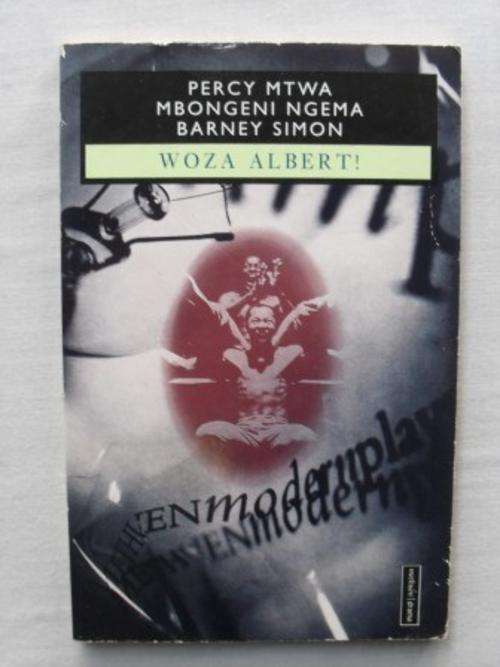 PERCY MTWA
MBONGENI NGEMA
BARNEY SIMON
WOZA ALBERT!
modernplay